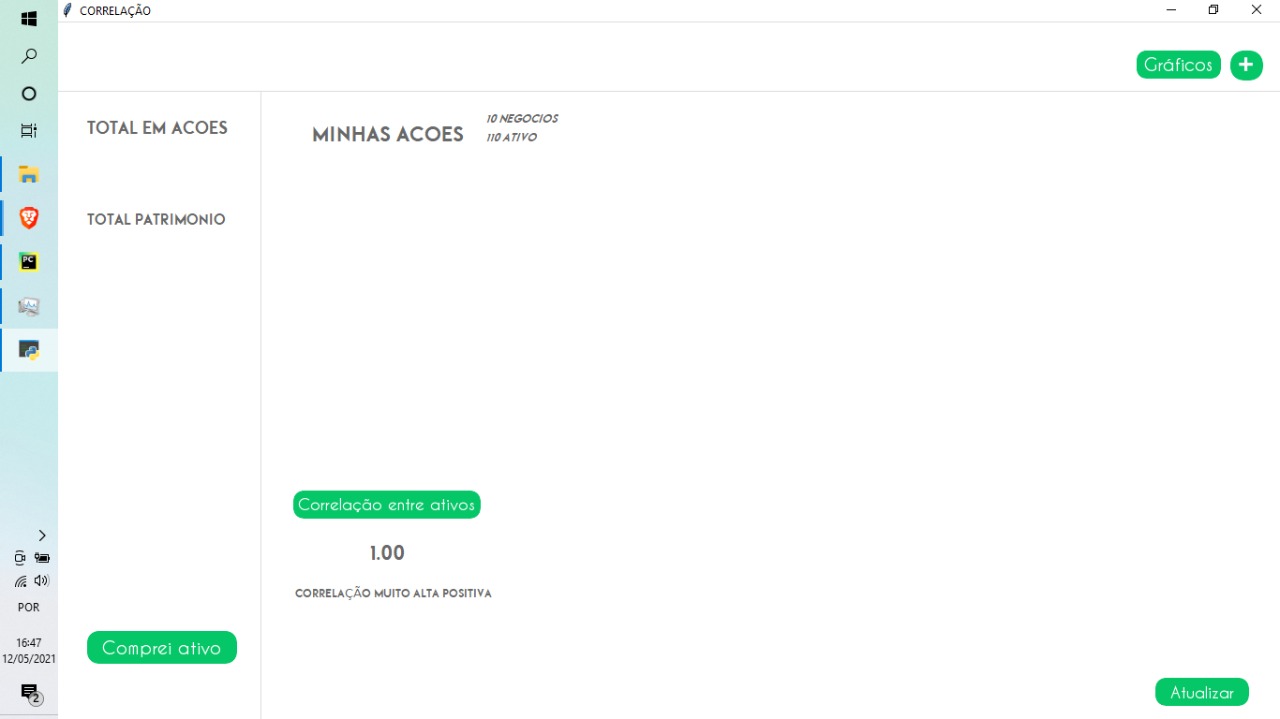 CORRELAÇÃO
Gráficos
+
TOTAL EM ACOES
MINHAS ACOES
10 NEGOCIOS
110 ATIVO
TOTAL PATRIMONIO
PC
Correlação entre ativos
1.00
CORRELAÇÃO MUITO ALTA POSITIVA
POR
16:47
12/05/2021
2
Comprei ativo
Atualizar